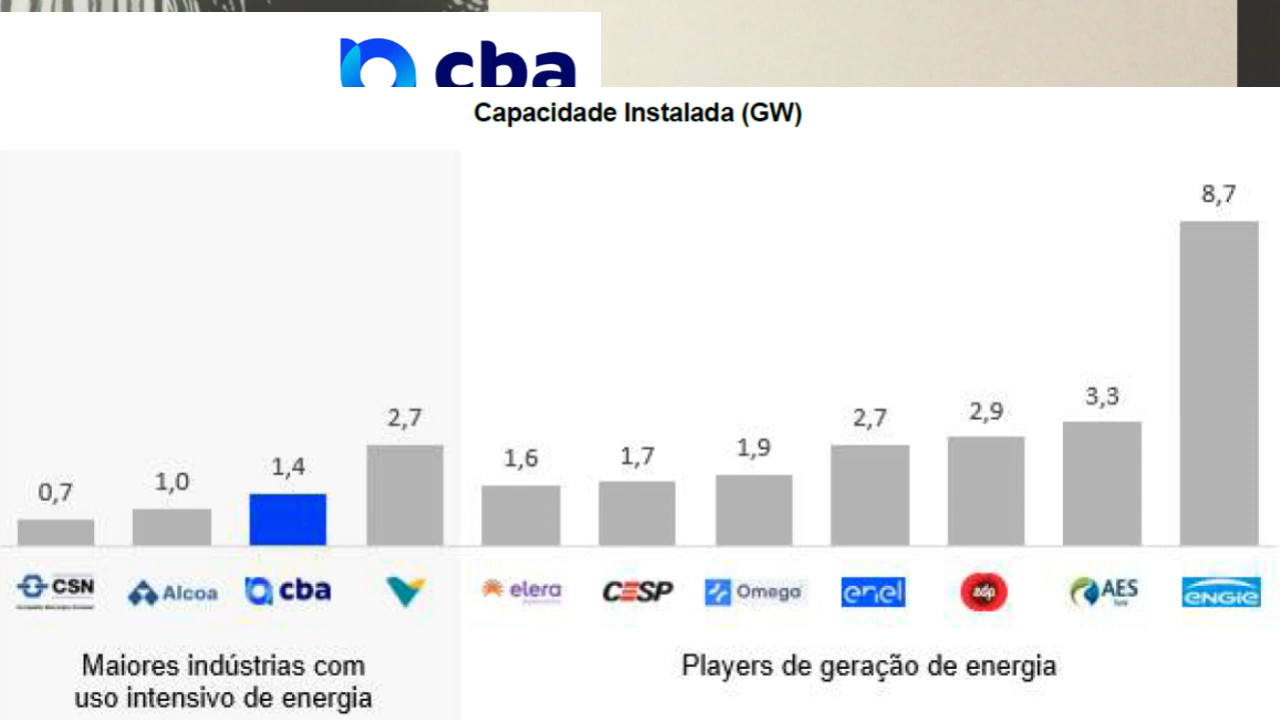 cba
Capacidade Instalada (GW)
8,7
3,3
2,9
2,7
2,7
1,9
1,7
1,6
1,4
1,0
0,7
CSN
Alcoa
cba
elera
CESP
Omega
enel
edp
AES
ENGIE
Maiores indústrias com
uso intensivo de energia
Players de geração de energia